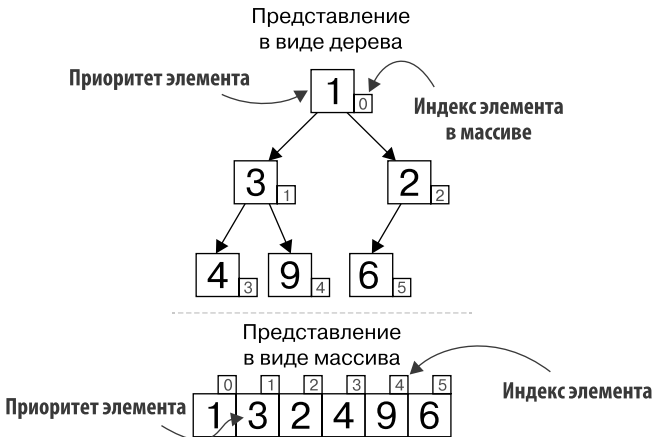 Представление
в виде дерева
Приоритет элемента
1
0
Индекс элемента
в массиве
3
1
2
2
4
3
9
4
6
5
Представление
в виде массива
0 1 2 3 4 5
Индекс элемента
Приоритет элемента
1 3 2 4 9 6